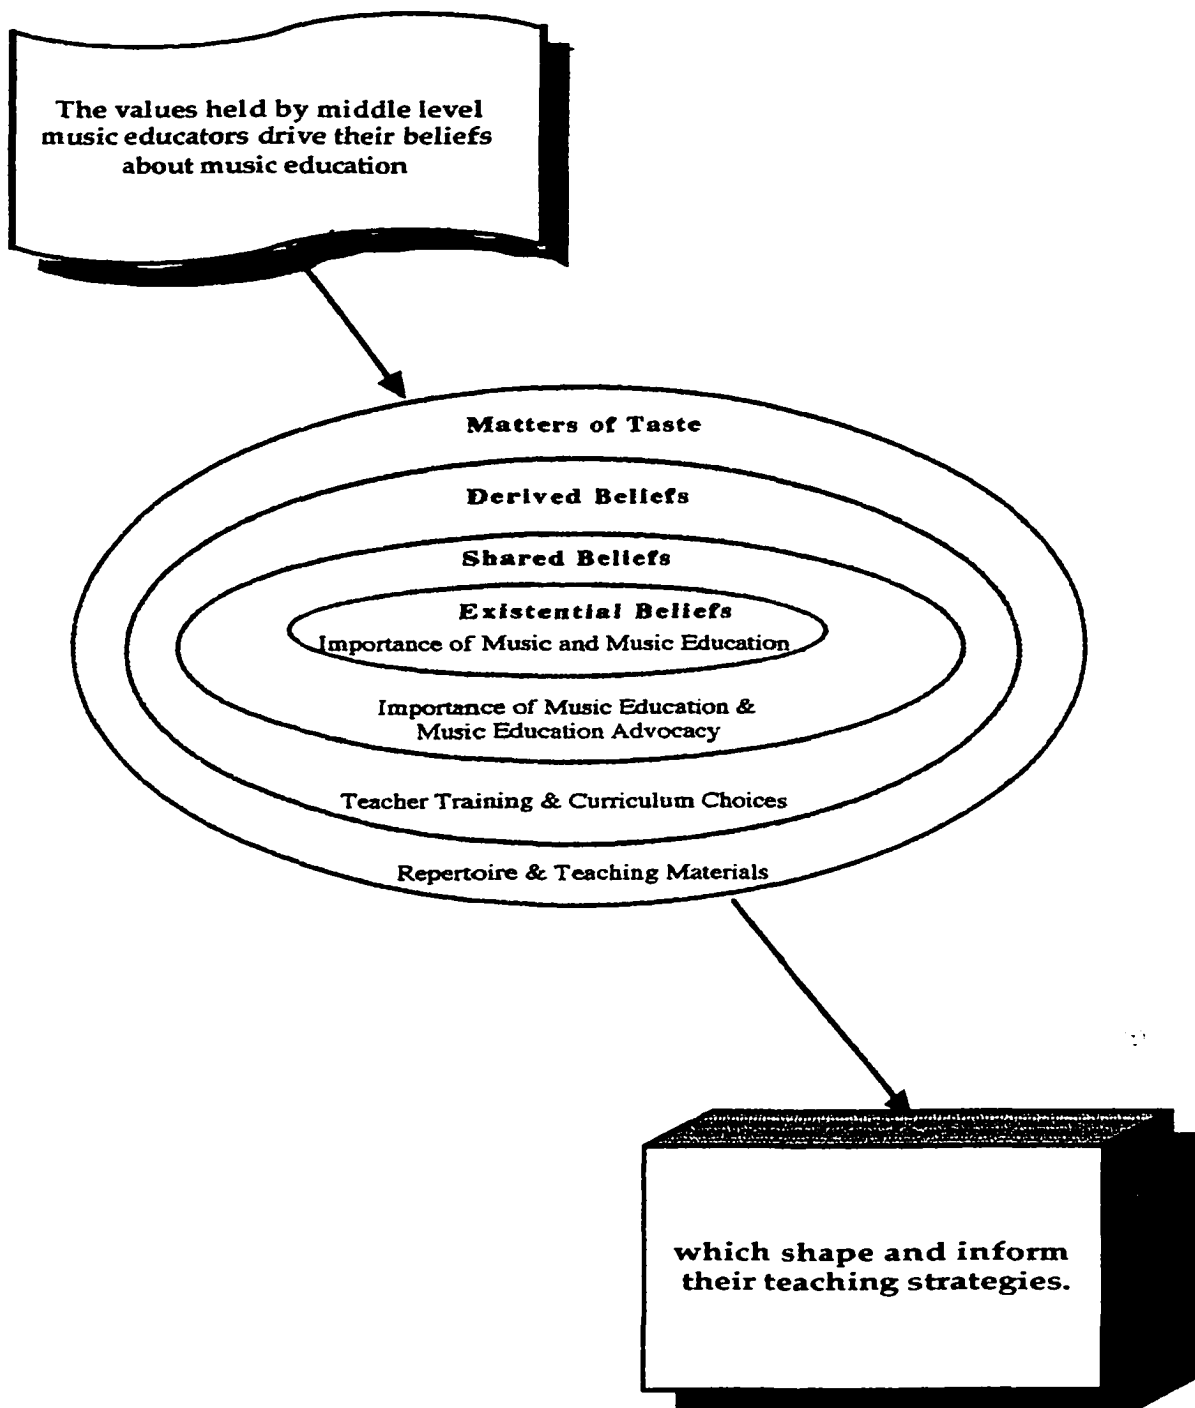 The values held by middle level
music educators drive their beliefs
about music education
Matters of Taste
Derived Beliefs
Shared Beliefs
Existential Beliefs
Importance of Music and Music Education
Importance of Music Education &
Music Education Advocacy
Teacher Training & Curriculum Choices
Repertoire & Teaching Materials
which shape and inform
their teaching strategies.